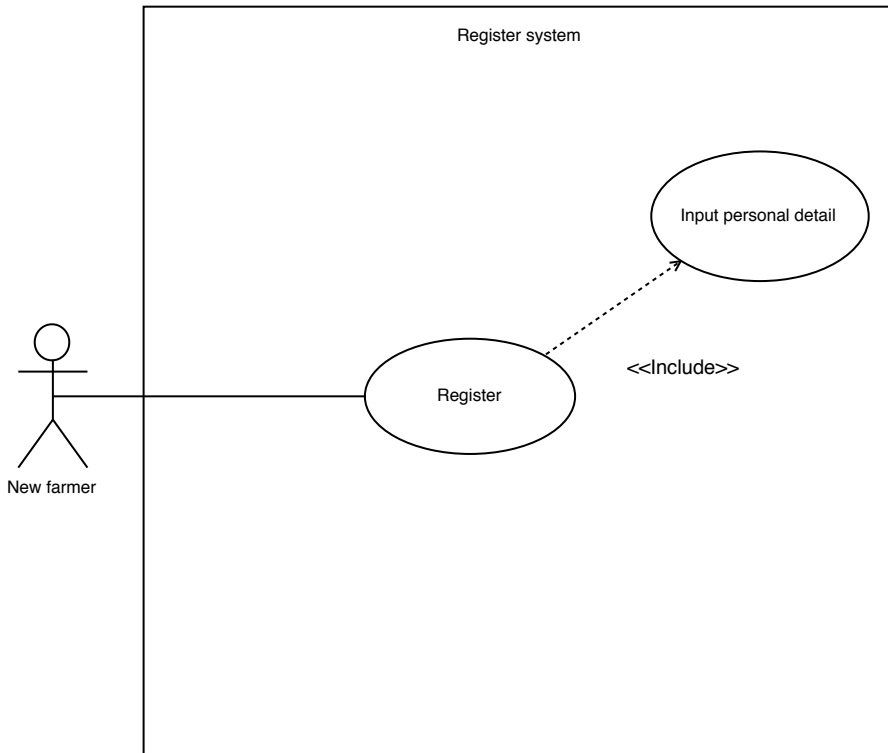 Register system
Input personal detail
<<Include>>
Register
New farmer